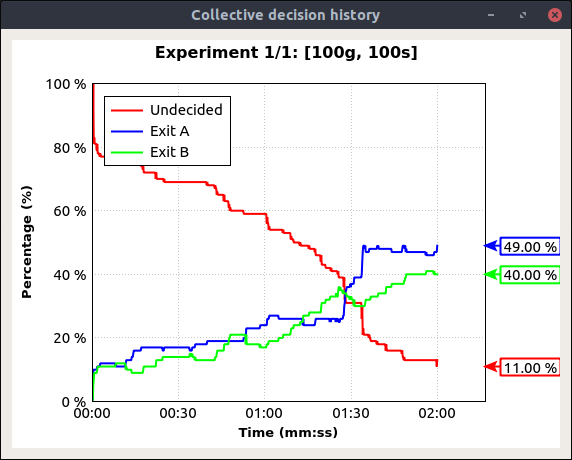 Collective decision history
Experiment 1/1: [100g, 100s]
100 %
80 %
60 %
40 %
20 %
0 %
Percentage (%)
Undecided
Exit A
Exit B
49.00 %
40.00 %
11.00 %
00:00 00:30 01:00 01:30 02:00
Time (mm:ss)